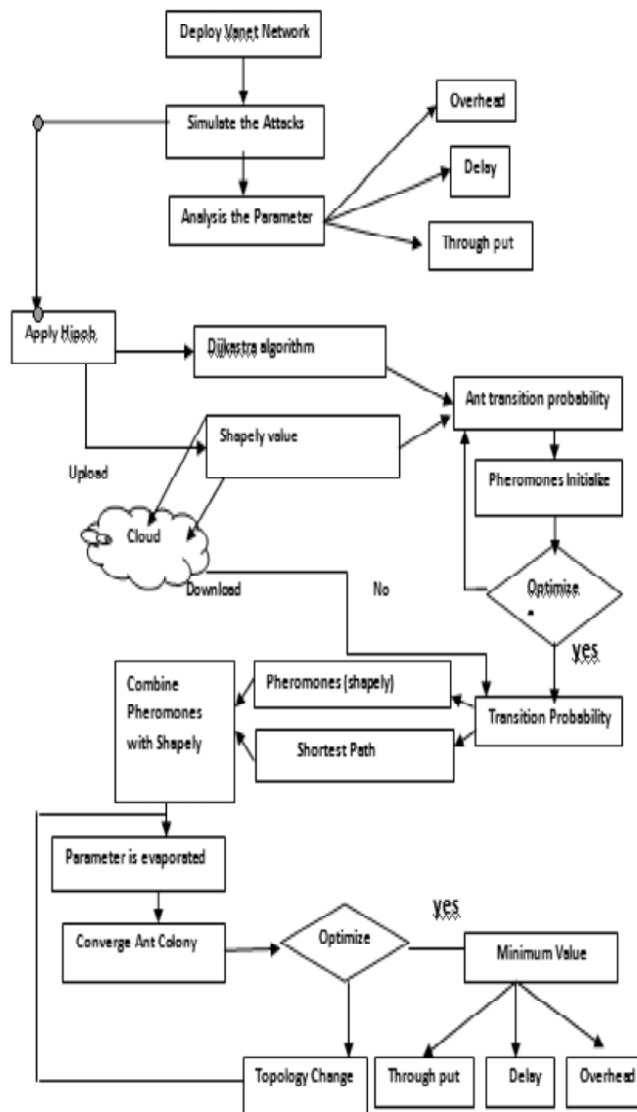 Deploy Vanet Network
Overhead
Simulate the Attacks
Delay
Analysis the Parameter
Through put
Apply Hipoh
Dijkastra algorithm
Ant transition probability
Shapely value
Upload
Pheromones Initialize
Cloud
Download
No
Optimize
yes
Combine
Pheromones
with Shapely
Pheromones (shapely)
Transition Probability
Shortest Path
Parameter is evaporated
yes
Converge Ant Colony
Optimize
Minimum Value
Topology Change
Through put
Delay
Overhead